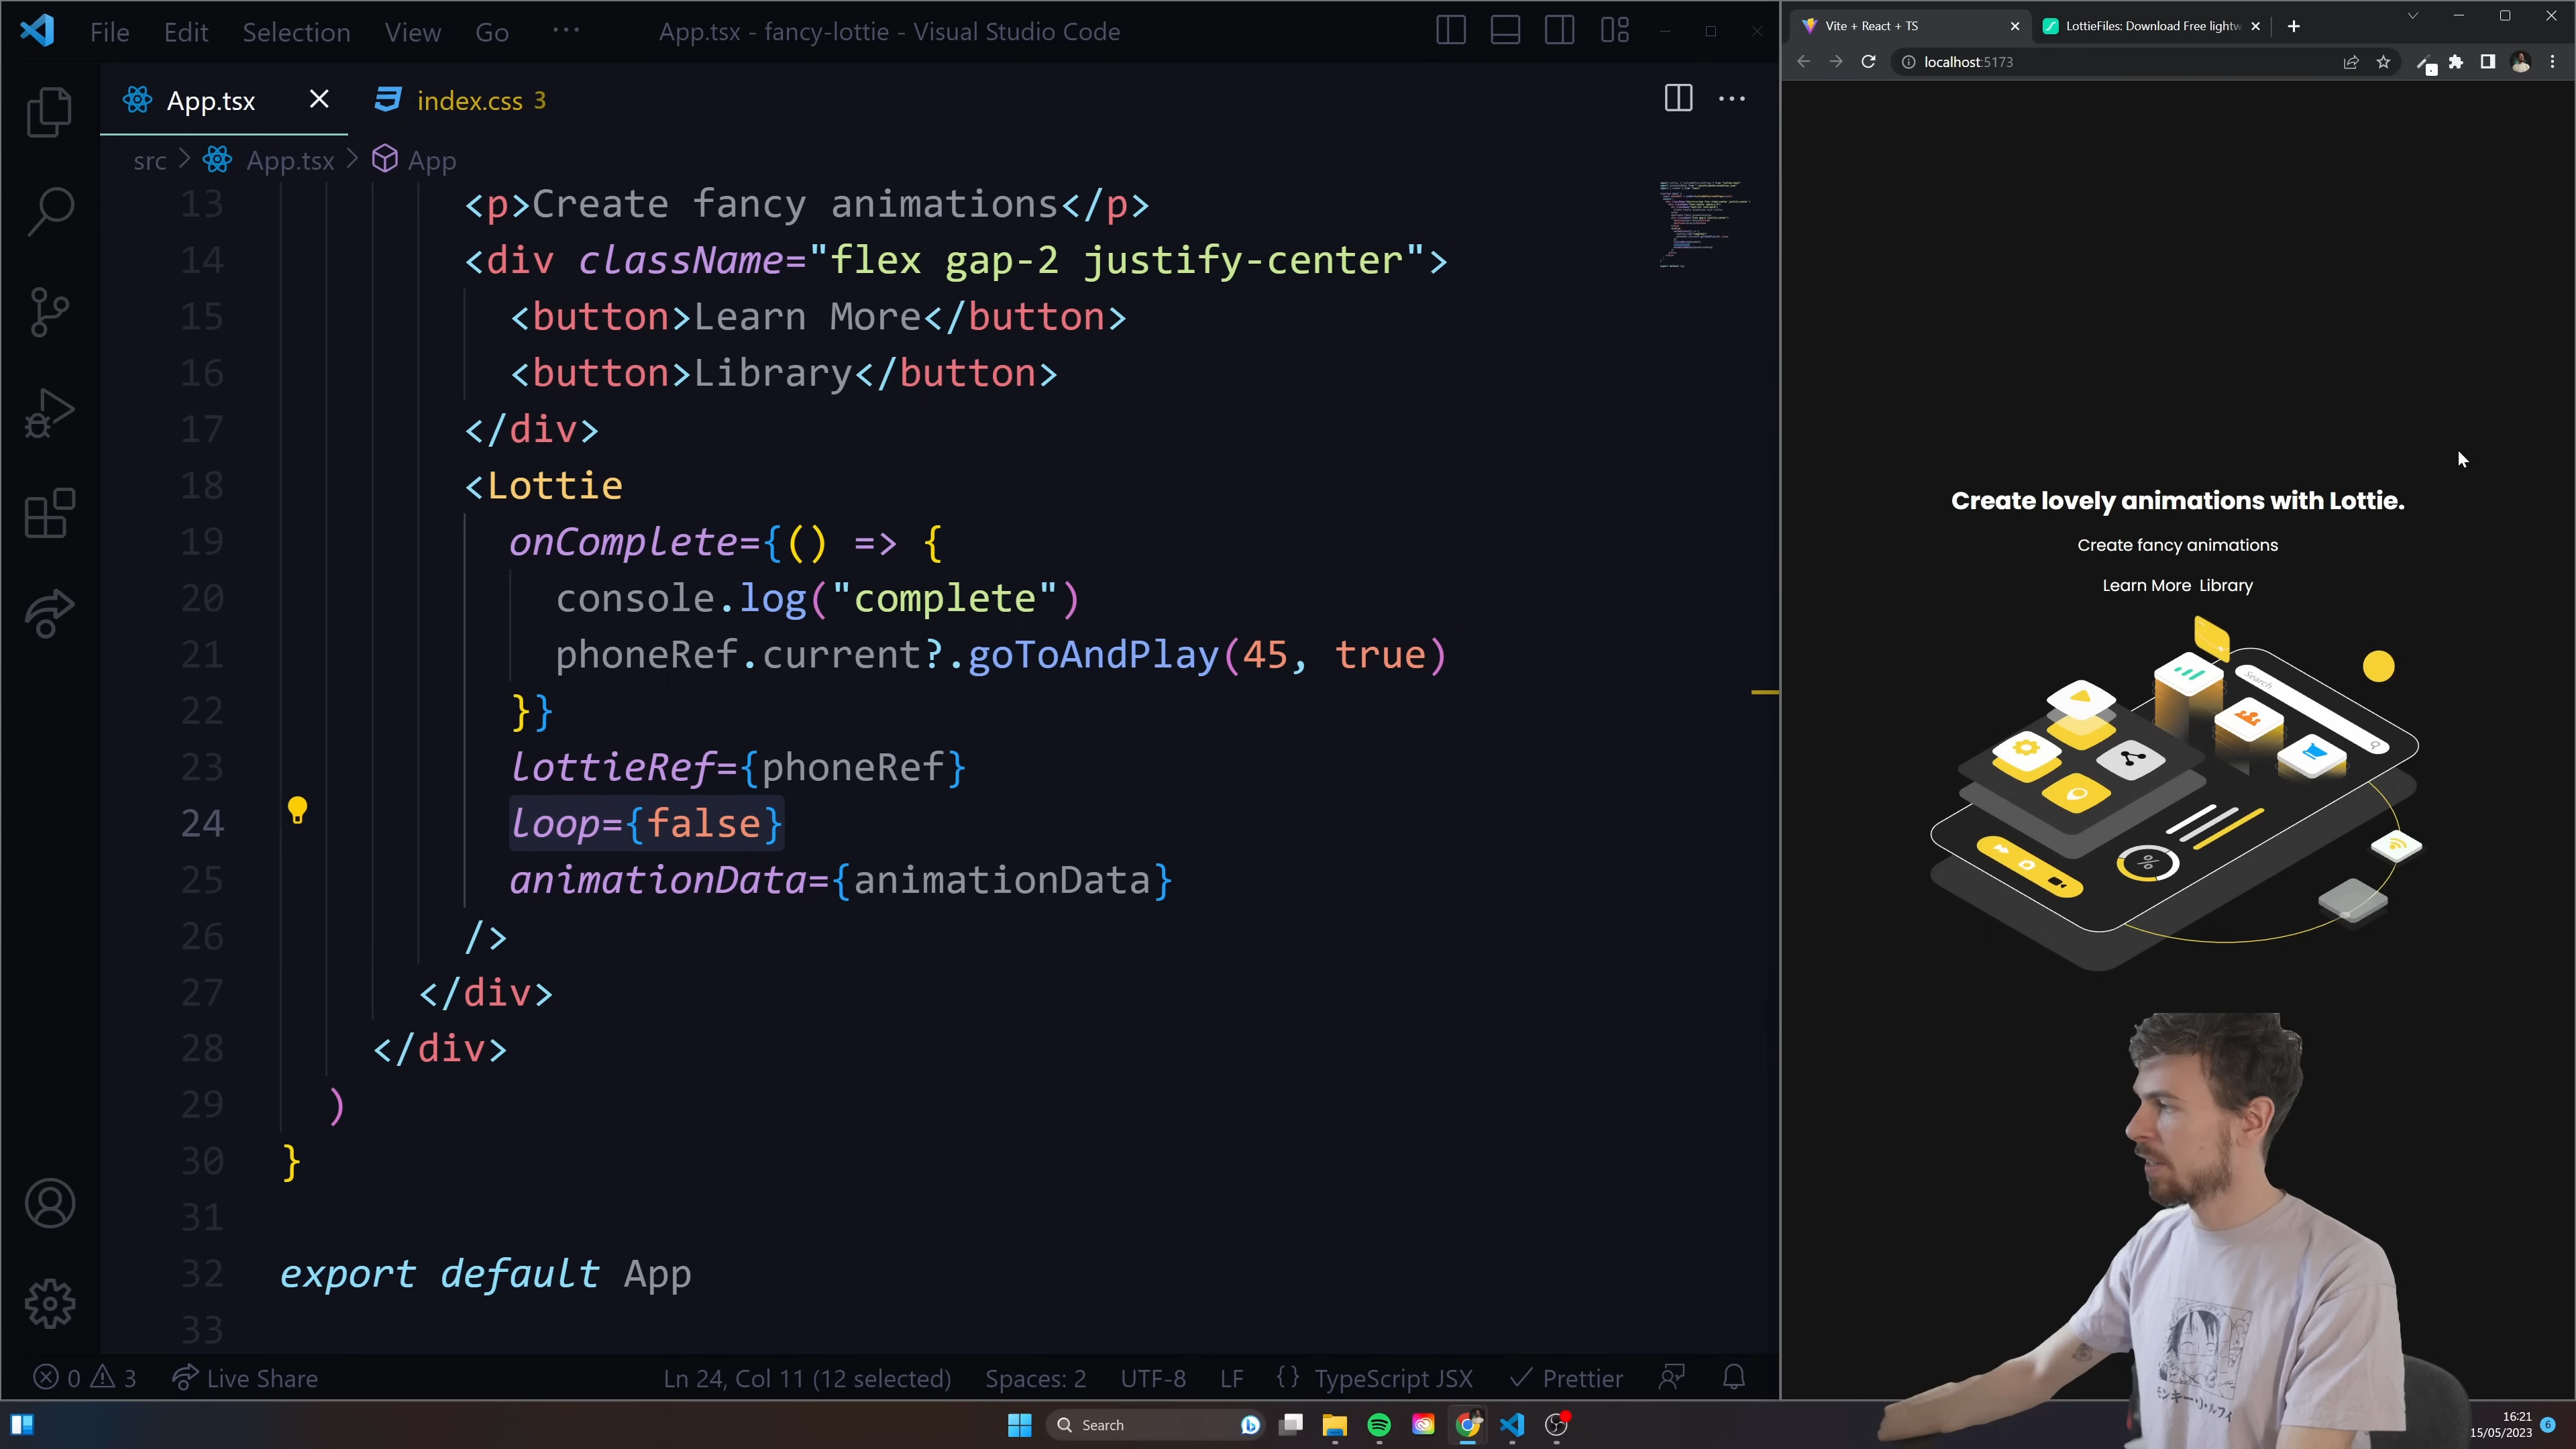 File Edit Selection View Go ··· App.tsx - fancy-lottie - Visual Studio Code
App.tsx index.css 3
src > App.tsx > App
13 <p>Create fancy animations</p>
14 <div className="flex gap-2 justify-center">
15 <button>Learn More</button>
16 <button>Library</button>
17 </div>
18 <Lottie
19 onComplete={() => {
20 console.log("complete")
21 phoneRef.current?.goToAndPlay(45, true)
22 }}
23 lottieRef={phoneRef}
24 loop={false}
25 animationData={animationData}
26 />
27 </div>
28 </div>
29 )
30 }
31
32 export default App
33
0 3 Live Share Ln 24, Col 11 (12 selected) Spaces: 2 UTF-8 LF {} TypeScript JSX Prettier
Vite + React + TS LottieFiles: Download Free lightw
localhost:5173
Create lovely animations with Lottie.
Create fancy animations
Learn More Library
Search
%
Search
16:21
15/05/2023
6